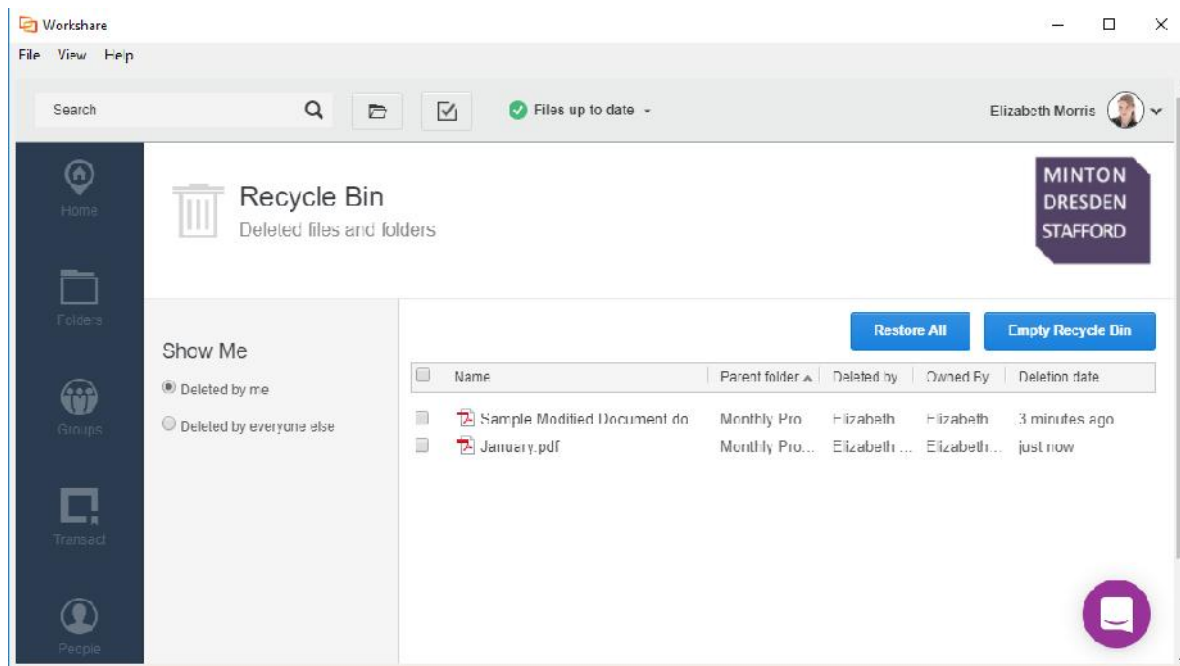 Workshare
File View Help
Search
Files up to date
Elizabeth Morris
Home
Folders
Groups
Transact
People
Recycle Bin
Deleted files and folders
MINTON
DRESDEN
STAFFORD
Show Me
Deleted by me
Deleted by everyone else
Restore All
Empty Recycle Bin
Name Parent folder Deleted by Owned By Deletion date
Sample Modified Document do Monthly Pro Elizabeth Elizabeth 3 minutes ago
January.pdf Monthly Pro... Elizabeth ... Elizabeth... just now